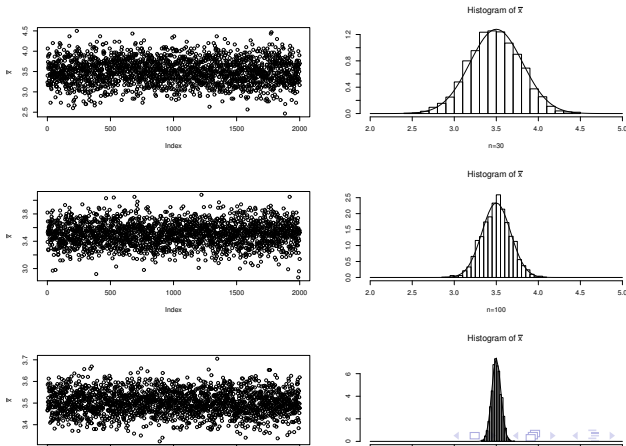 Histogram of x̅
4.5
4.0
3.5
3.0
2.5
x̅
0 500 1000 1500 2000
Index
1.2
0.8
0.4
0.0
2.0 2.5 3.0 3.5 4.0 4.5 5.0
n=30
Histogram of x̅
3.8
3.4
3.0
x̅
0 500 1000 1500 2000
Index
2.5
2.0
1.5
1.0
0.5
0.0
2.0 2.5 3.0 3.5 4.0 4.5 5.0
n=100
Histogram of x̅
3.7
3.6
3.5
3.4
x̅
6
4
2
0